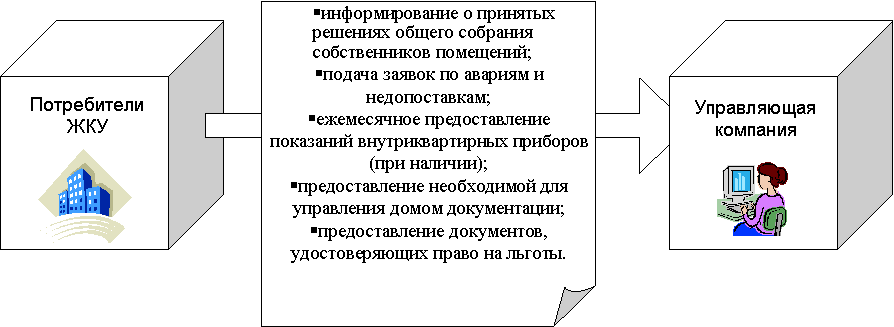 Потребители
ЖКУ
▪информирование о принятых
решениях общего собрания
собственников помещений;
▪подача заявок по авариям и
недопоставкам;
▪ежемесячное предоставление
показаний внутриквартирных приборов
(при наличии);
▪предоставление необходимой для
управления домом документации;
▪предоставление документов,
удостоверяющих право на льготы.
Управляющая
компания